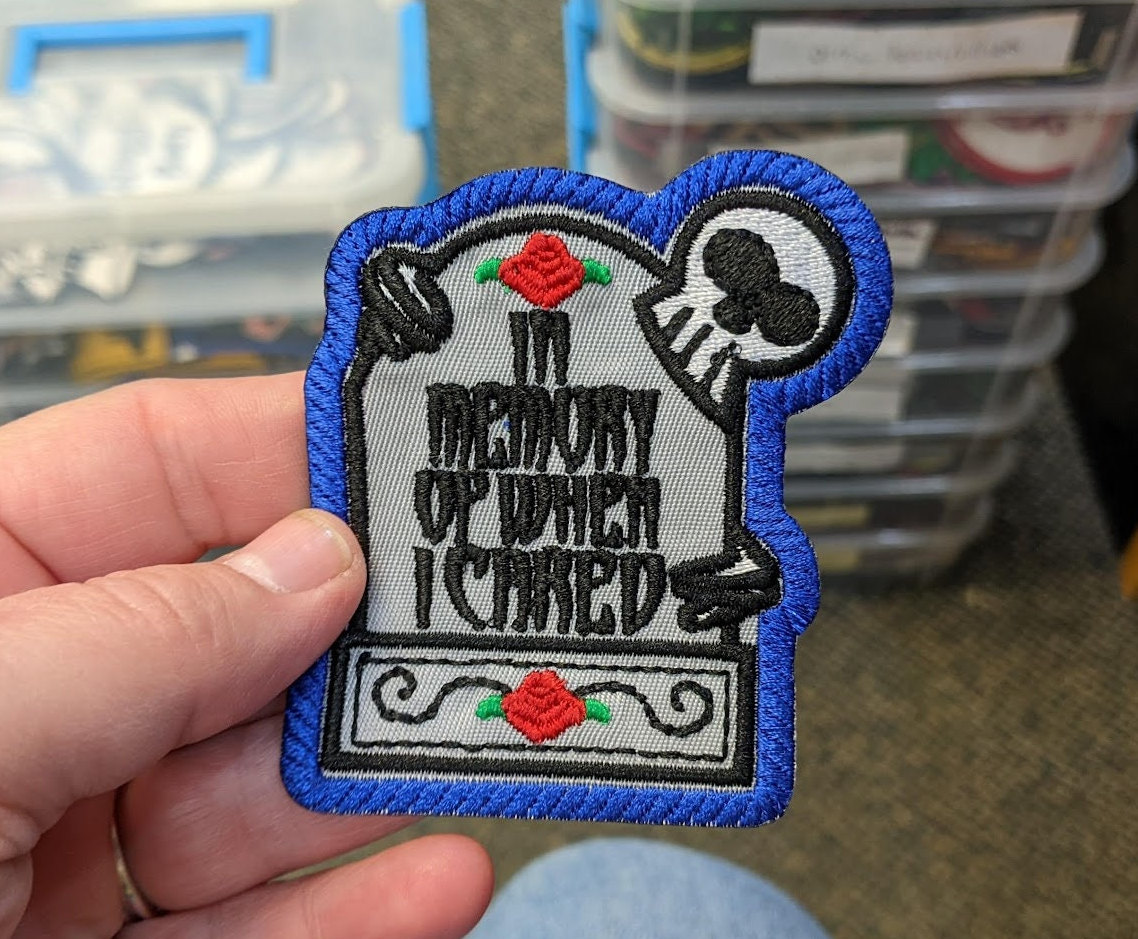 IN
MEMORY
OF WHEN
I CARED